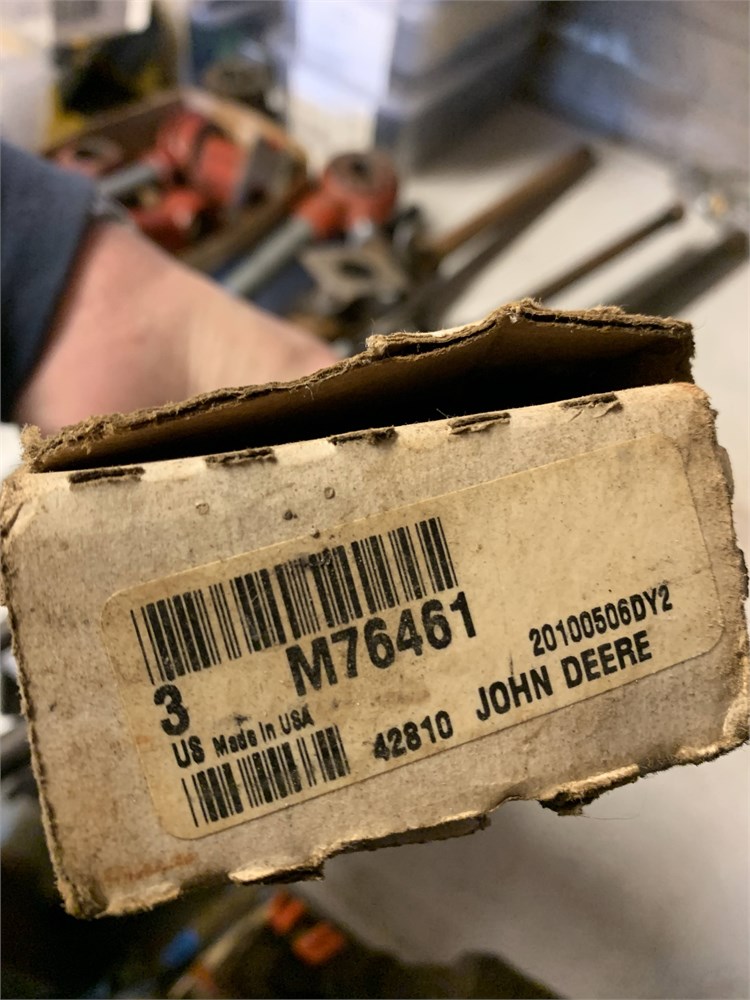 3 M76461 20100506DY2
US Made in USA 42810 JOHN DEERE